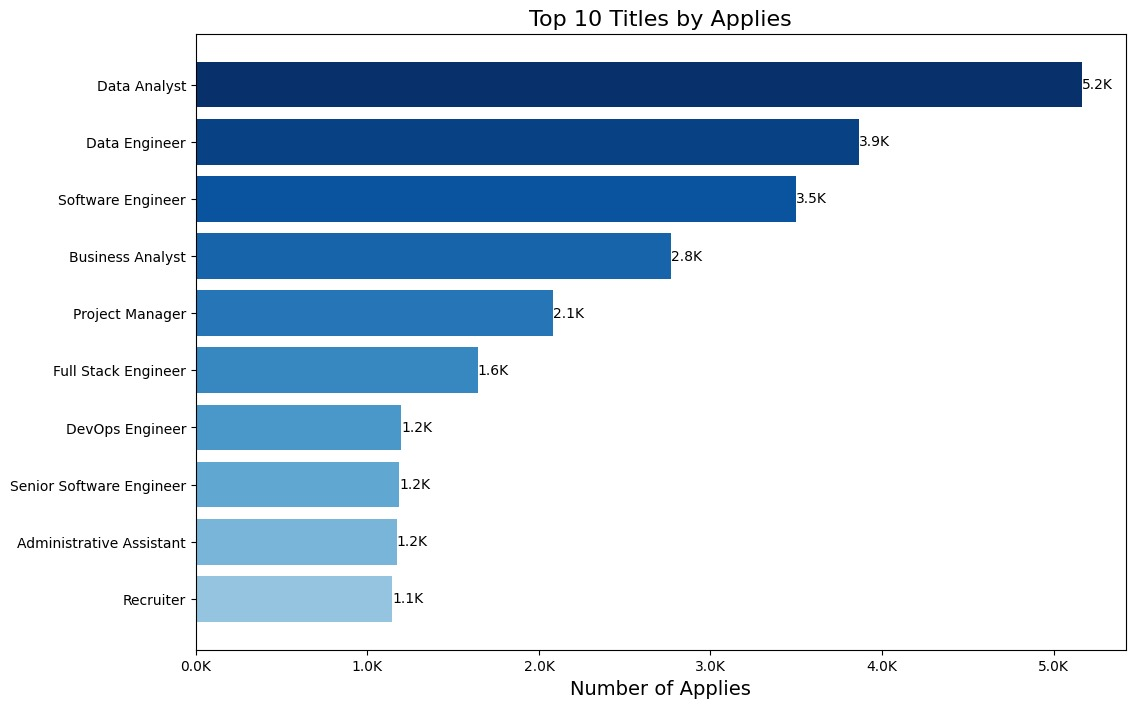 Top 10 Titles by Applies
Data Analyst 5.2K
Data Engineer 3.9K
Software Engineer 3.5K
Business Analyst 2.8K
Project Manager 2.1K
Full Stack Engineer 1.6K
DevOps Engineer 1.2K
Senior Software Engineer 1.2K
Administrative Assistant 1.2K
Recruiter 1.1K
0.0K 1.0K 2.0K 3.0K 4.0K 5.0K
Number of Applies